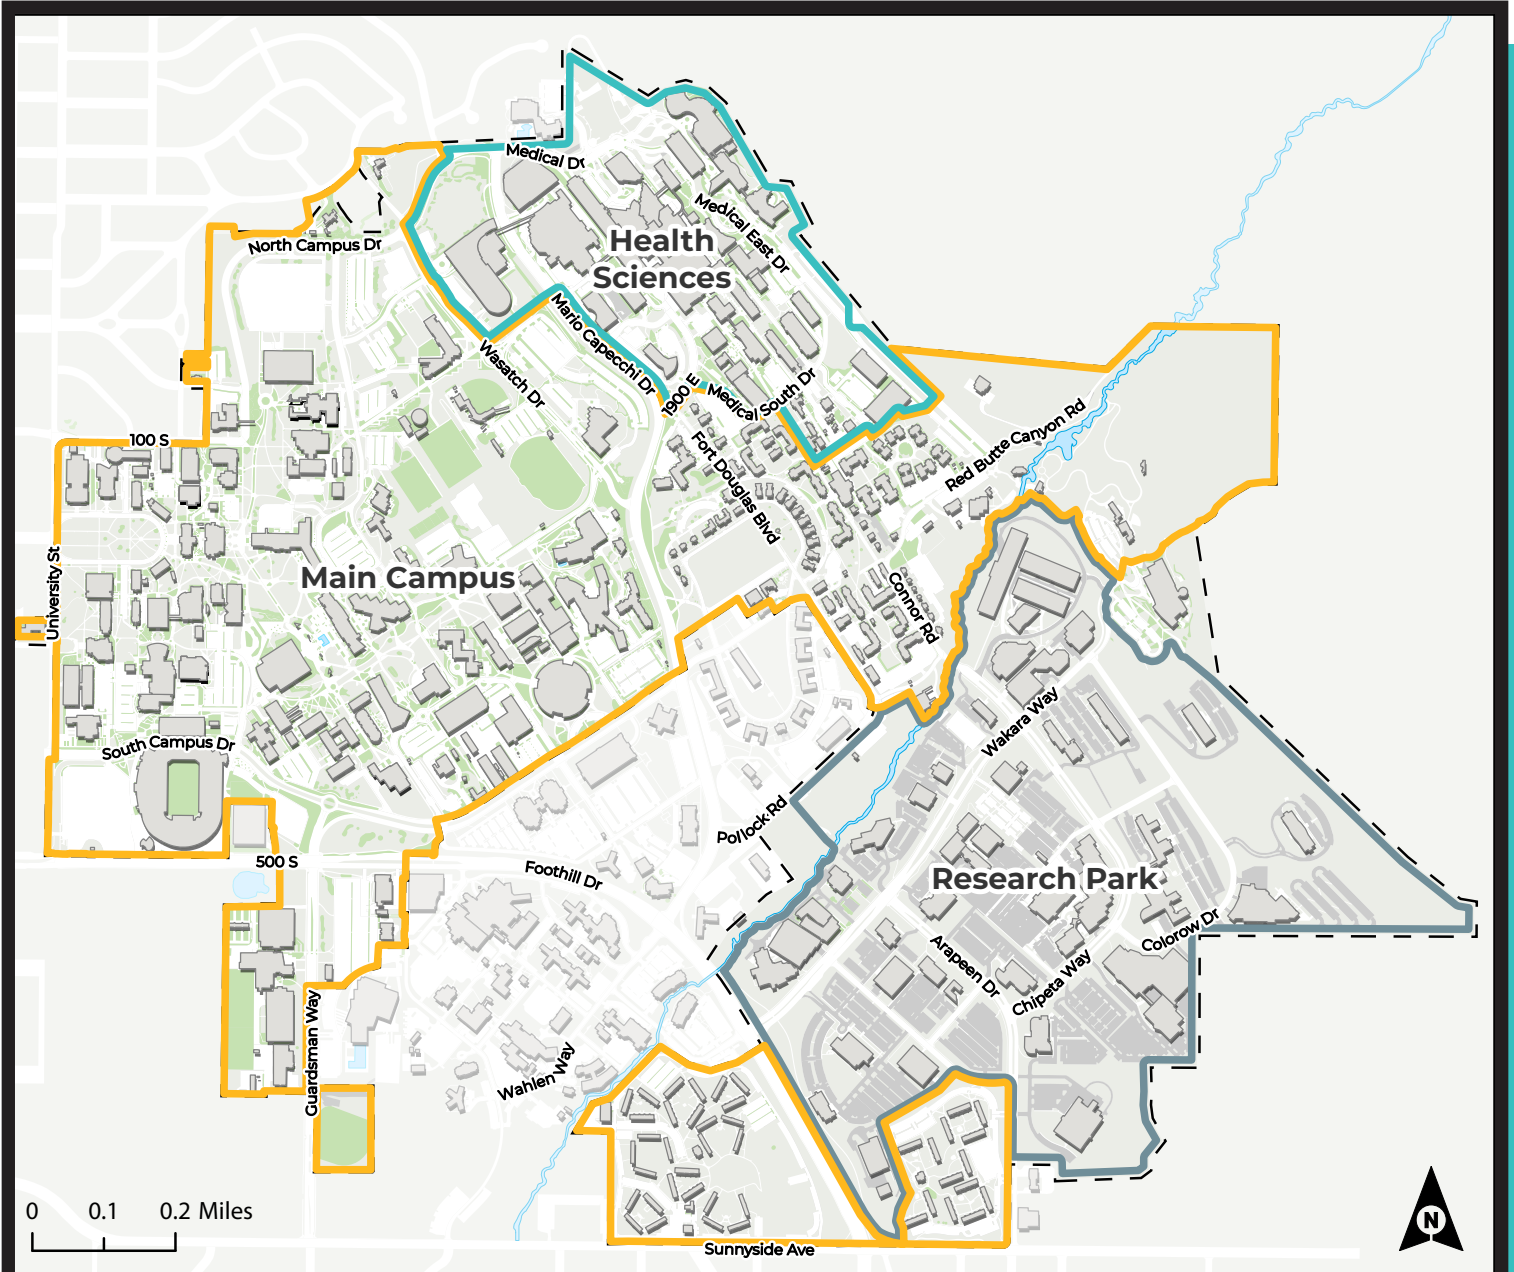 Medical Dr
Medical East Dr
Health
Sciences
North Campus Dr
Mario Capecchi Dr
Wasatch Dr
1900 E
Medical South Dr
Red Butte Canyon Rd
100 S
Fort Douglas Blvd
University St
Main Campus
Connor Rd
Wakara Way
South Campus Dr
Pollock Rd
500 S
Foothill Dr
Research Park
Colorow Dr
Arapeen Dr
Chipeta Way
Guardsman Way
Wahlen Way
0 0.1 0.2 Miles
N
Sunnyside Ave